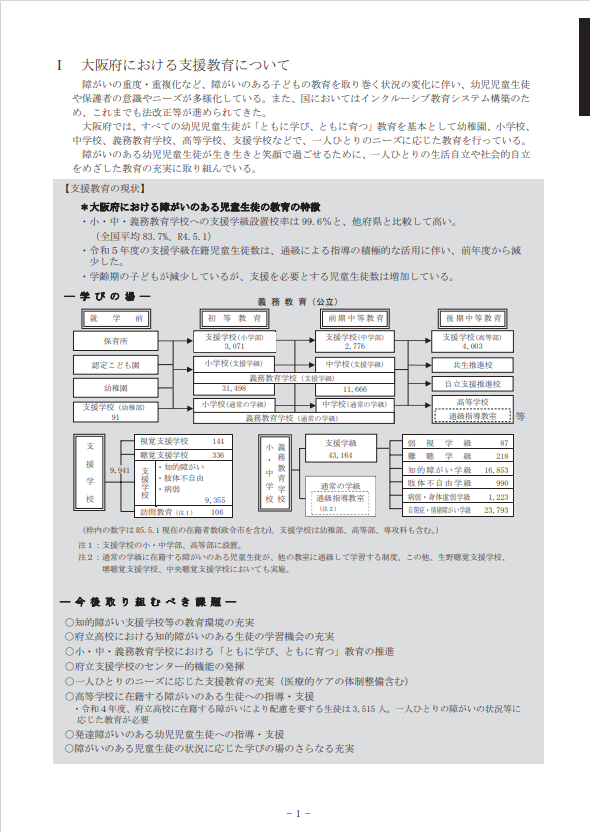 Ⅰ 大阪府における支援教育について
障がいの重度・重複化など、障がいのある子どもの教育を取り巻く状況の変化に伴い、幼児児童生徒
や保護者の意識やニーズが多様化している。また、国においてはインクルーシブ教育システム構築のた
め、これまでも法改正等が進められてきた。
大阪府では、すべての幼児児童生徒が「ともに学び、ともに育つ」教育を基本として幼稚園、小学校、
中学校、義務教育学校、高等学校、支援学校などで、一人ひとりのニーズに応じた教育を行っている。
障がいのある幼児児童生徒が生き生きと笑顔で過ごせるために、一人ひとりの生活自立や社会的自立
をめざした教育の充実に取り組んでいる。
【支援教育の現状】
＊大阪府における障がいのある児童生徒の教育の特徴
・小・中・義務教育学校への支援学級設置校率は99.6%と、他府県と比較して高い。
（全国平均83.7%、R4.5.1）
・令和５年度の支援学級在籍児童生徒数は、通級による指導の積極的な活用に伴い、前年度から減
少した。
・学齢期の子どもが減少しているが、支援を必要とする児童生徒数は増加している。
― 学 び の 場 ―
義 務 教 育（公立）
就 学 前
初 等 教 育
前期中等教育
後期中等教育
保育所
支援学校(小学部)
3,071
支援学校(中学部)
2,776
支援学校(高等部)
4,003
認定こども園
小学校(支援学級)
中学校(支援学級)
共生推進校
義務教育学校（支援学級）
幼稚園
31,498
11,666
自立支援推進校
支援学校（幼稚部）
91
小学校(通常の学級)
中学校(通常の学級)
義務教育学校（通常の学級）
高等学校
通級指導教室
等
支援学校
9,941
視覚支援学校 144
聴覚支援学校 336
支援学校
・知的障がい
・肢体不自由
・病弱
9,355
訪問教育（注１） 106
小・中学校
義務教育学校
支援学級
43,164
通常の学級
通級指導教室
（注２）
弱 視 学 級 87
難 聴 学 級 218
知的障がい学級 16,853
肢体不自由学級 990
病弱・身体虚弱学級 1,223
自閉症・情緒障がい学級 23,793
（枠内の数字はR5.5.1現在の在籍者数(政令市を含む)。支援学校は幼稚部、高等部、専攻科も含む。）
注１：支援学校の小・中学部、高等部に設置。
注２：通常の学級に在籍する障がいのある児童生徒が、他の教室に通級して学習する制度。この他、生野聴覚支援学校、
堺聴覚支援学校、中央聴覚支援学校においても実施。
― 今 後 取 り 組 む べ き 課 題 ―
○知的障がい支援学校等の教育環境の充実
○府立高校における知的障がいのある生徒の学習機会の充実
○小・中・義務教育学校における「ともに学び、ともに育つ」教育の推進
○府立支援学校のセンター的機能の発揮
○一人ひとりのニーズに応じた支援教育の充実（医療的ケアの体制整備含む）
○高等学校に在籍する障がいのある生徒への指導・支援
・令和４年度、府立高校に在籍する障がいにより配慮を要する生徒は3,515人。一人ひとりの障がいの状況等に
応じた教育が必要
○発達障がいのある幼児児童生徒への指導・支援
○障がいのある児童生徒の状況に応じた学びの場のさらなる充実
－1－